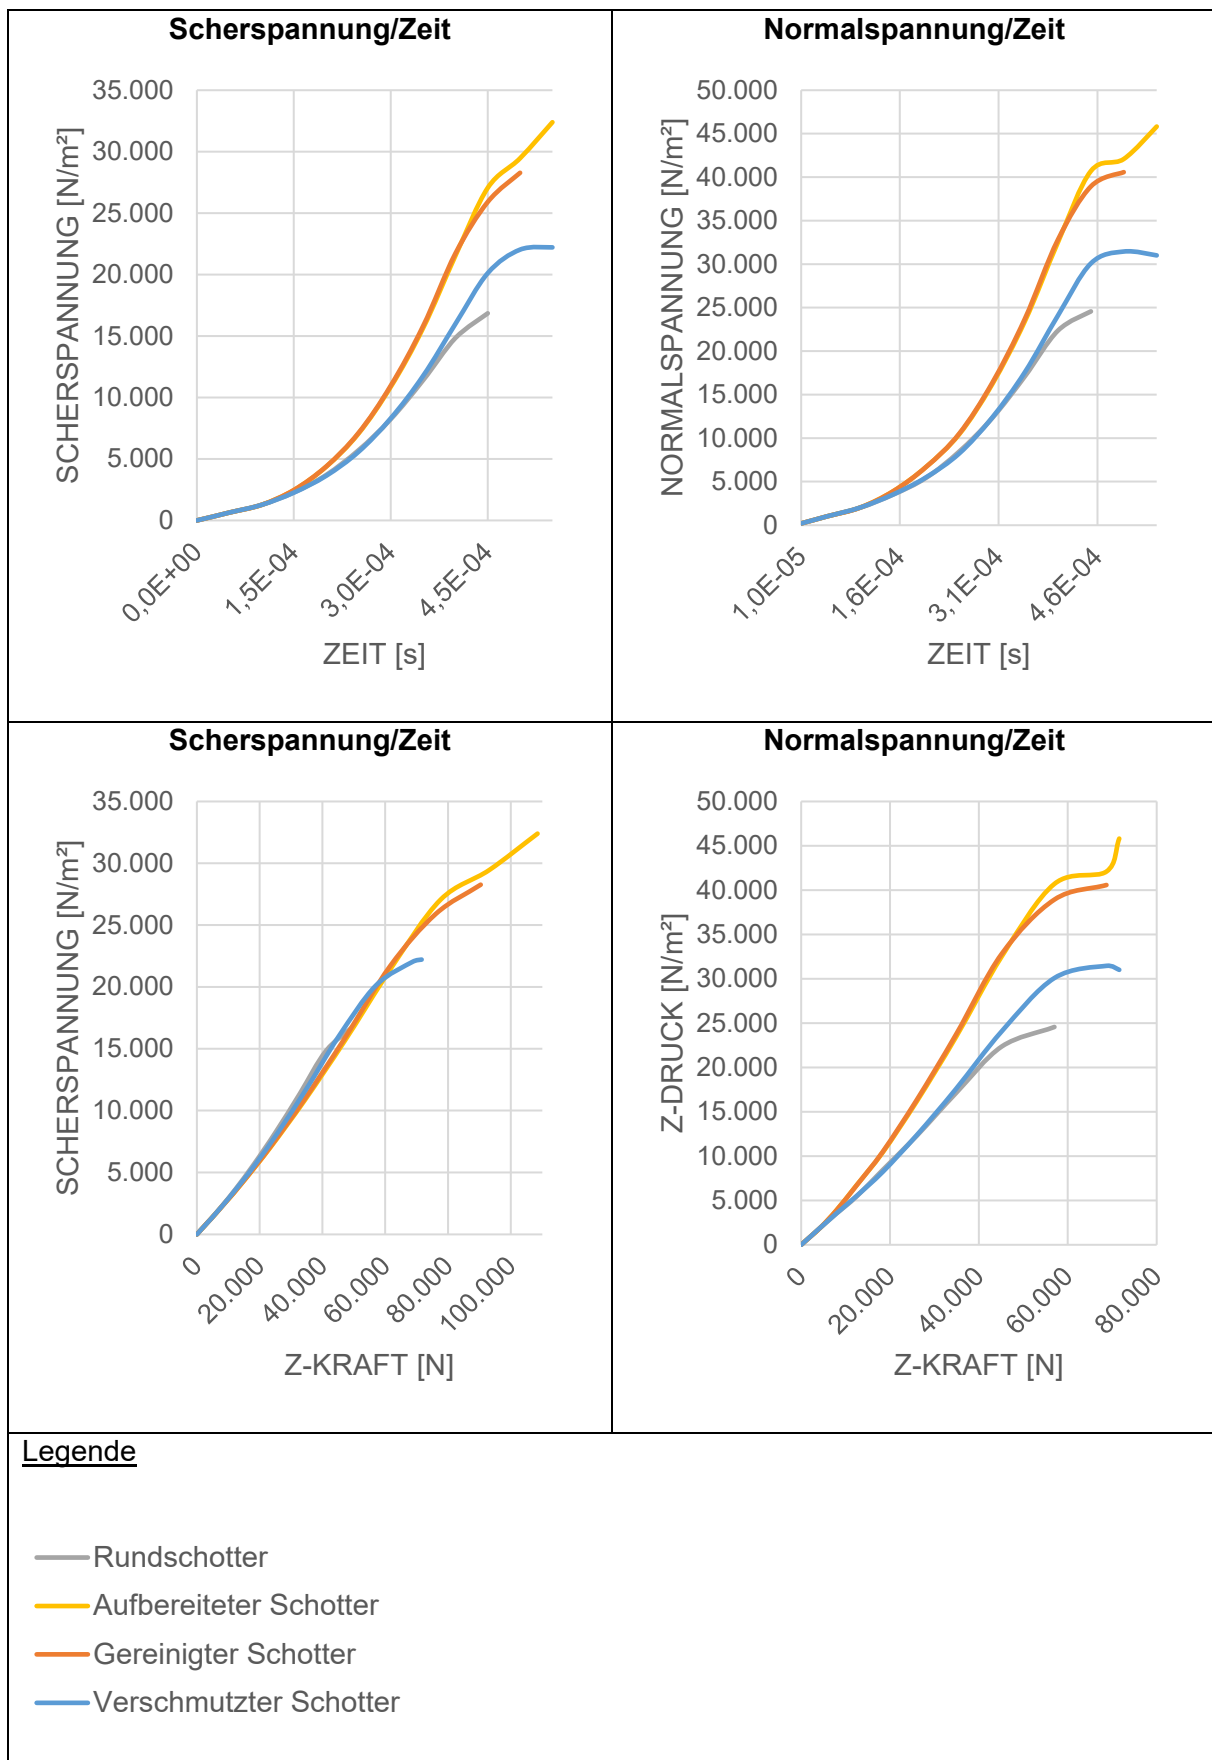 Scherspannung/Zeit
SCHERSPANNUNG [N/m²]
35.000
30.000
25.000
20.000
15.000
10.000
5.000
0
0,0E+00
1,5E-04
3,0E-04
4,5E-04
ZEIT [s]
Normalspannung/Zeit
NORMALSPANNUNG [N/m²]
50.000
45.000
40.000
35.000
30.000
25.000
20.000
15.000
10.000
5.000
0
1,0E-05
1,6E-04
3,1E-04
4,6E-04
ZEIT [s]
Scherspannung/Zeit
SCHERSPANNUNG [N/m²]
35.000
30.000
25.000
20.000
15.000
10.000
5.000
0
0
20.000
40.000
60.000
80.000
100.000
Z-KRAFT [N]
Normalspannung/Zeit
Z-DRUCK [N/m²]
50.000
45.000
40.000
35.000
30.000
25.000
20.000
15.000
10.000
5.000
0
0
20.000
40.000
60.000
80.000
Z-KRAFT [N]
Legende
Rundschotter
Aufbereiteter Schotter
Gereinigter Schotter
Verschmutzter Schotter